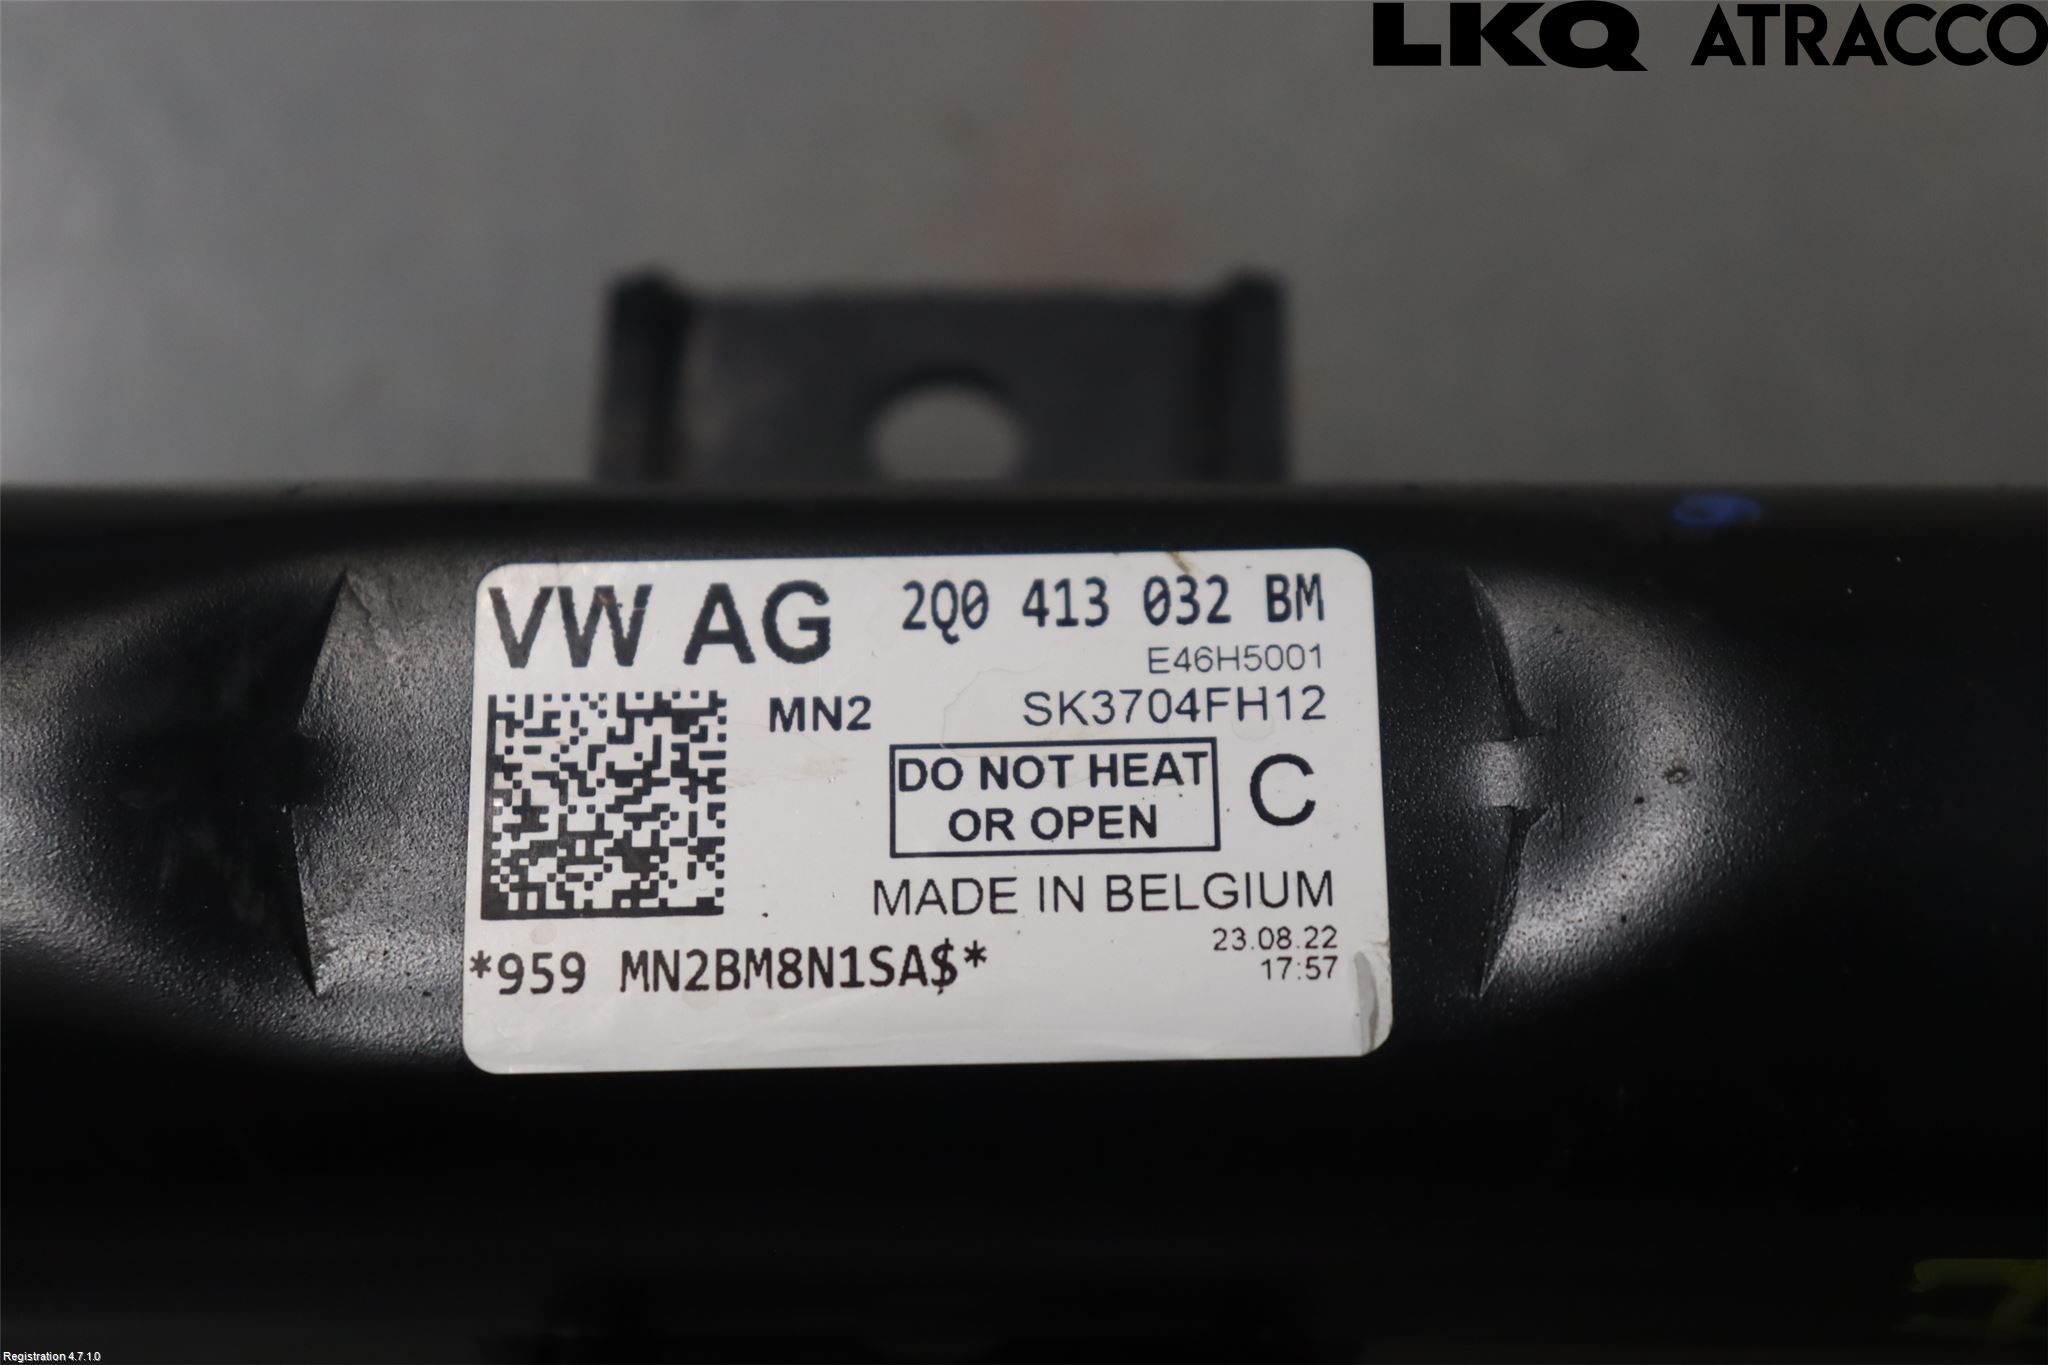 LKQ ATRACCO
VW AG 2Q0 413 032 BM
E46H5001
MN2 SK3704FH12
DO NOT HEAT
OR OPEN
C
MADE IN BELGIUM
23.08.22
17:57
*959 MN2BM8N1SA$*
Registration 4.7.1.0